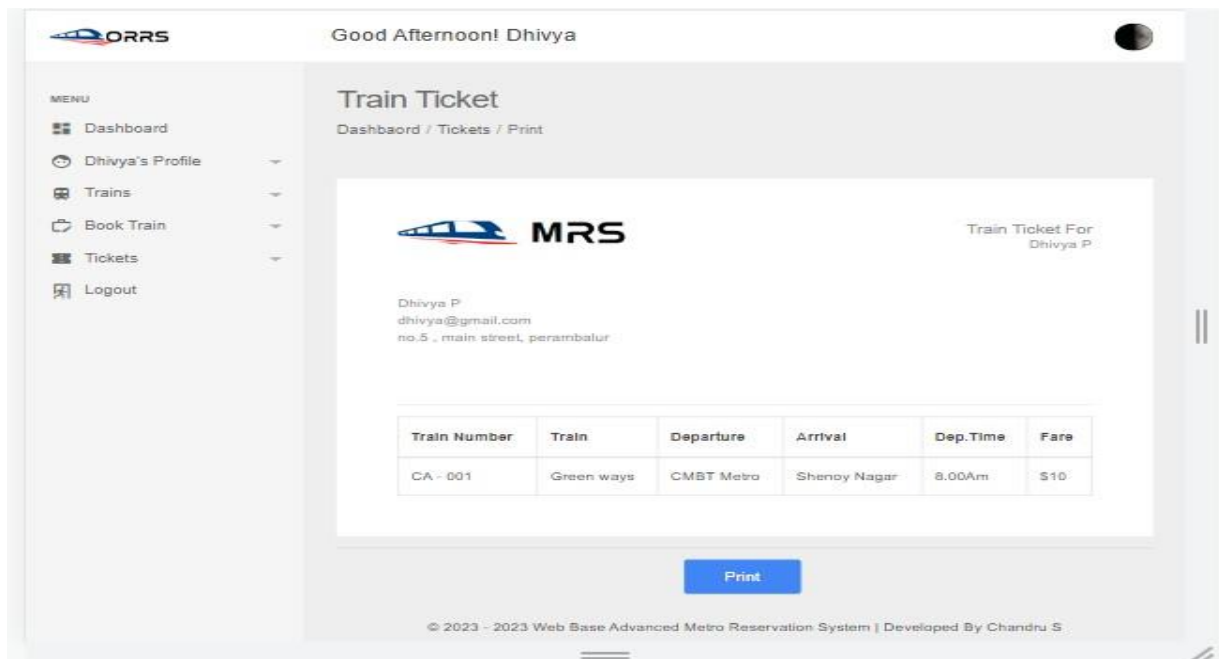 ORRS
Good Afternoon! Dhivya
MENU
Dashboard
Dhivya's Profile
Trains
Book Train
Tickets
Logout
Train Ticket
Dashbaord / Tickets / Print
MRS
Train Ticket For
Dhivya P
Dhivya P
dhivya@gmail.com
no.5 , main street, perambalur
Train Number Train Departure Arrival Dep.Time Fare
CA - 001 Green ways CMBT Metro Shenoy Nagar 8.00Am $10
Print
© 2023 - 2023 Web Base Advanced Metro Reservation System | Developed By Chandru S